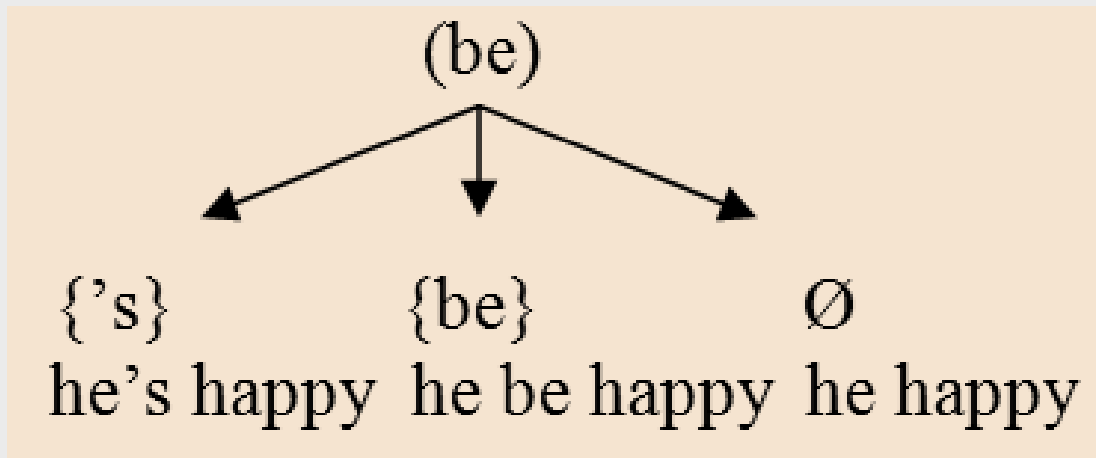 (be)
{’s} {be} Ø
he’s happy he be happy he happy